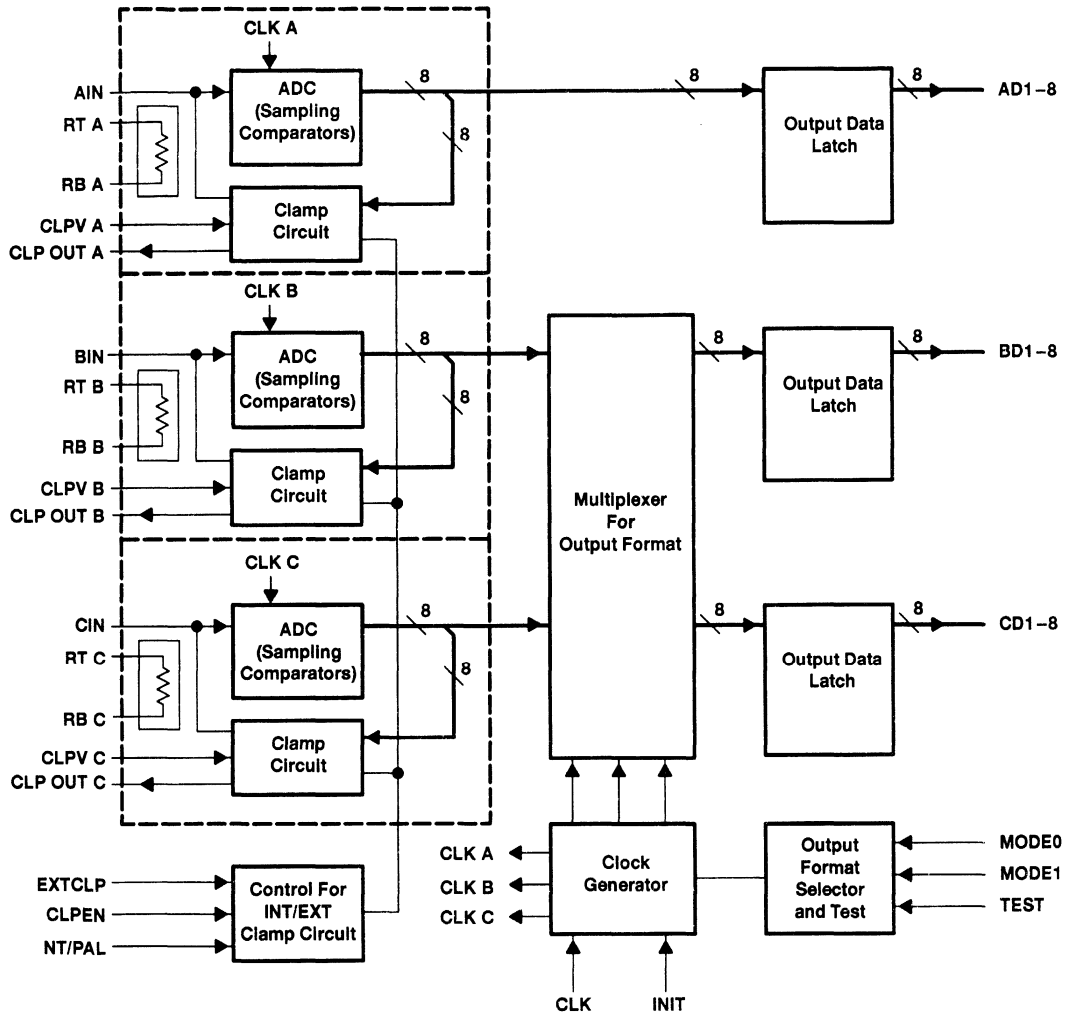 CLK A
AIN
RT A
RB A
CLPV A
CLP OUT A
ADC
(Sampling
Comparators)
Clamp
Circuit
8
8
8
Output Data
Latch
8
AD1–8
CLK B
BIN
RT B
RB B
CLPV B
CLP OUT B
ADC
(Sampling
Comparators)
Clamp
Circuit
8
8
Multiplexer
For
Output Format
8
Output Data
Latch
8
BD1–8
CLK C
CIN
RT C
RB C
CLPV C
CLP OUT C
ADC
(Sampling
Comparators)
Clamp
Circuit
8
8
8
Output Data
Latch
8
CD1–8
EXTCLP
CLPEN
NT/PAL
Control For
INT/EXT
Clamp Circuit
CLK A
CLK B
CLK C
Clock
Generator
CLK
INIT
Output
Format
Selector
and Test
MODE0
MODE1
TEST